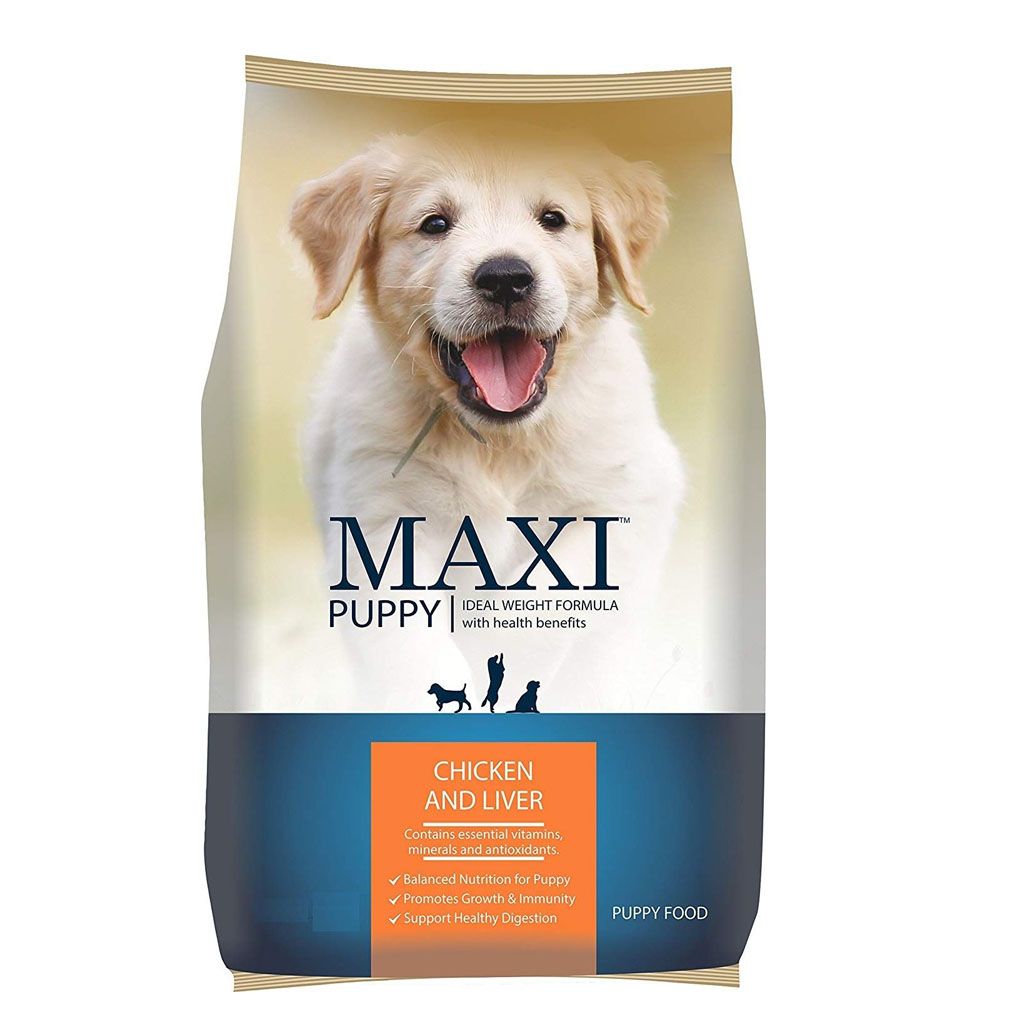 MAXI™
PUPPY
IDEAL WEIGHT FORMULA
with health benefits
CHICKEN
AND LIVER
Contains essential vitamins,
minerals and antioxidants.
✓ Balanced Nutrition for Puppy
✓ Promotes Growth & Immunity
✓ Support Healthy Digestion
PUPPY FOOD